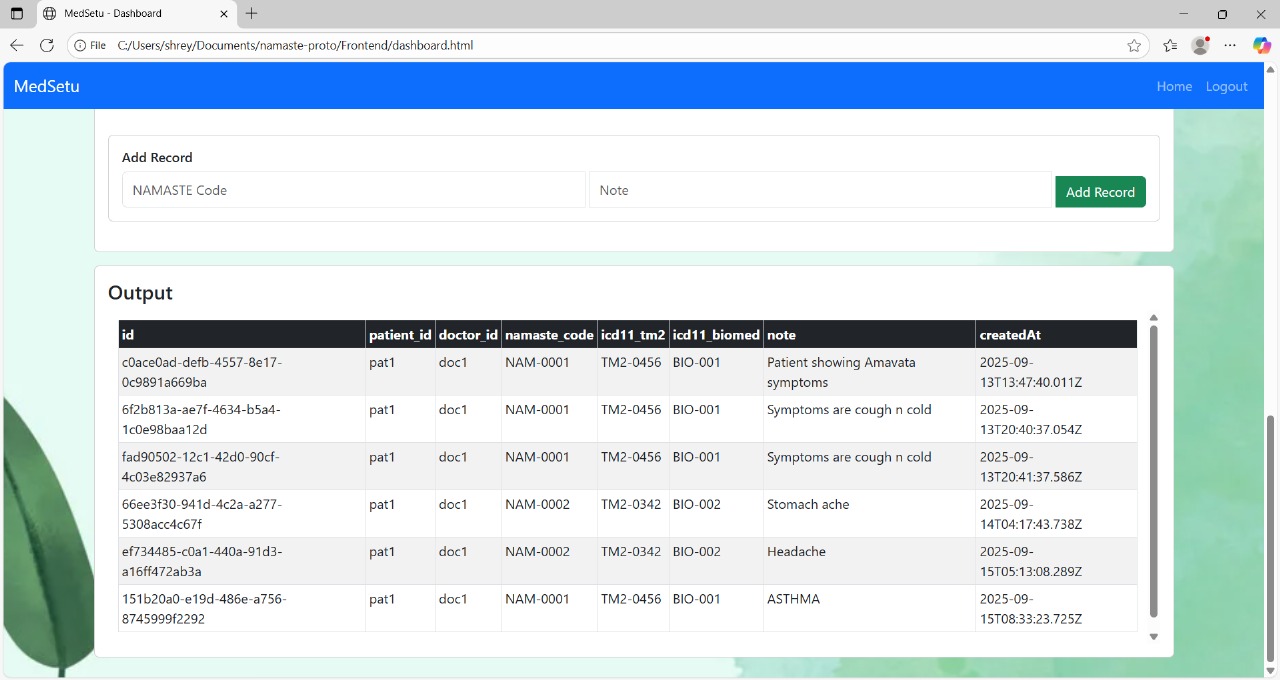 MedSetu - Dashboard
File C:/Users/shrey/Documents/namaste-proto/Frontend/dashboard.html
MedSetu Home Logout
Add Record
NAMASTE Code Note Add Record
Output
id patient_id doctor_id namaste_code icd11_tm2 icd11_biomed note createdAt
c0ace0ad-defb-4557-8e17- pat1 doc1 NAM-0001 TM2-0456 BIO-001 Patient showing Amavata 2025-09-
0c9891a669ba symptoms 13T13:47:40.011Z
6f2b813a-ae7f-4634-b5a4- pat1 doc1 NAM-0001 TM2-0456 BIO-001 Symptoms are cough n cold 2025-09-
1c0e98baa12d 13T20:40:37.054Z
fad90502-12c1-42d0-90cf- pat1 doc1 NAM-0001 TM2-0456 BIO-001 Symptoms are cough n cold 2025-09-
4c03e82937a6 13T20:41:37.586Z
66ee3f30-941d-4c2a-a277- pat1 doc1 NAM-0002 TM2-0342 BIO-002 Stomach ache 2025-09-
5308acc4c67f 14T04:17:43.738Z
ef734485-c0a1-440a-91d3- pat1 doc1 NAM-0002 TM2-0342 BIO-002 Headache 2025-09-
a16ff472ab3a 15T05:13:08.289Z
151b20a0-e19d-486e-a756- pat1 doc1 NAM-0001 TM2-0456 BIO-001 ASTHMA 2025-09-
8745999f2292 15T08:33:23.725Z